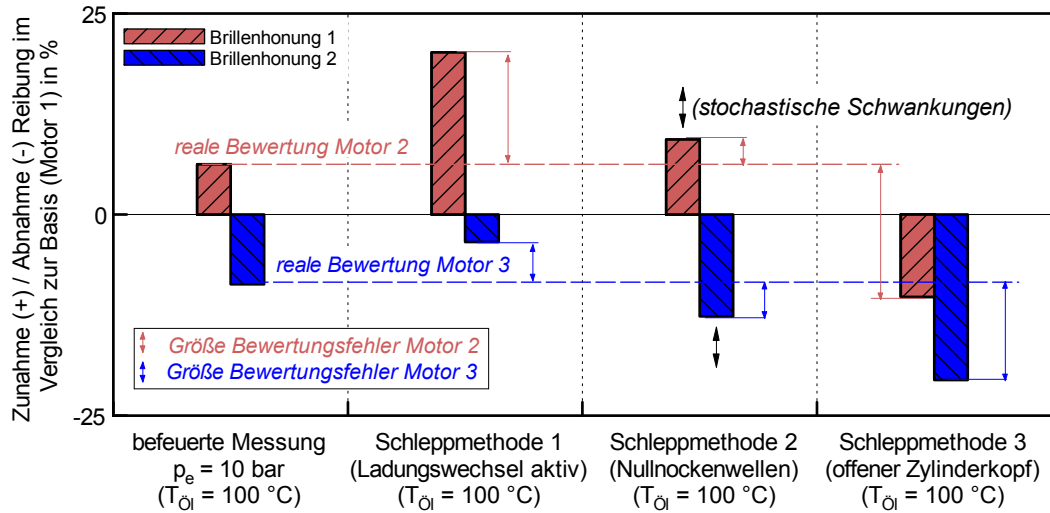 Zunahme (+) / Abnahme (-) Reibung im
Vergleich zur Basis (Motor 1) in %
25
0
-25
Brillenhonung 1
Brillenhonung 2
(stochastische Schwankungen)
reale Bewertung Motor 2
reale Bewertung Motor 3
Größe Bewertungsfehler Motor 2
Größe Bewertungsfehler Motor 3
befeuerte Messung
pe = 10 bar
(TÖl = 100 °C)
Schleppmethode 1
(Ladungswechsel aktiv)
(TÖl = 100 °C)
Schleppmethode 2
(Nullnockenwellen)
(TÖl = 100 °C)
Schleppmethode 3
(offener Zylinderkopf)
(TÖl = 100 °C)